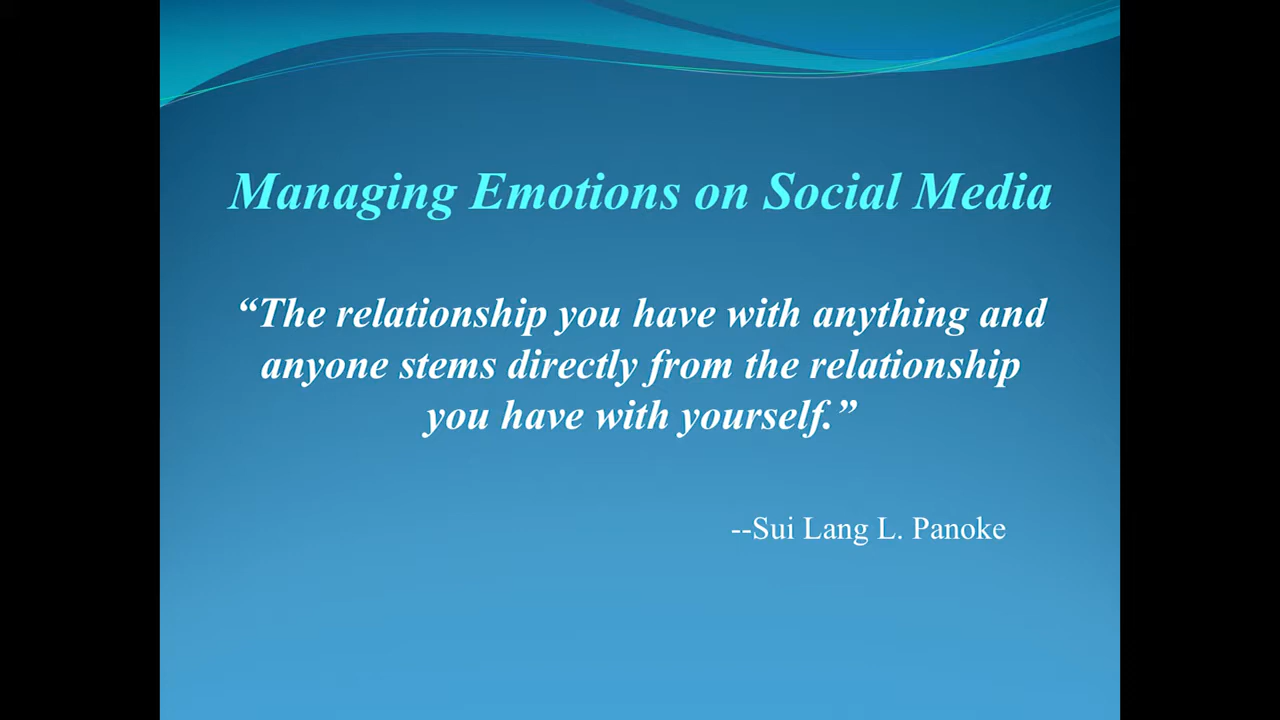 Managing Emotions on Social Media
“The relationship you have with anything and
anyone stems directly from the relationship
you have with yourself.”
--Sui Lang L. Panoke